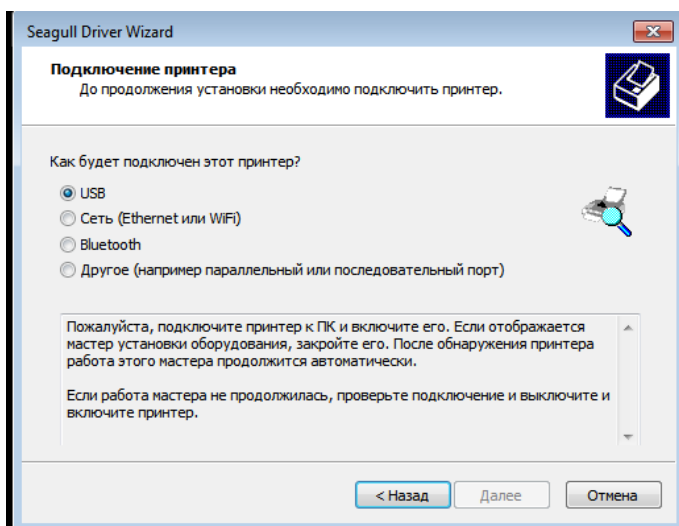 Seagull Driver Wizard
Подключение принтера
До продолжения установки необходимо подключить принтер.
Как будет подключен этот принтер?
USB
Сеть (Ethernet или WiFi)
Bluetooth
Другое (например параллельный или последовательный порт)
Пожалуйста, подключите принтер к ПК и включите его. Если отображается
мастер установки оборудования, закройте его. После обнаружения принтера
работа этого мастера продолжится автоматически.
Если работа мастера не продолжилась, проверьте подключение и выключите и
включите принтер.
< Назад
Далее
Отмена